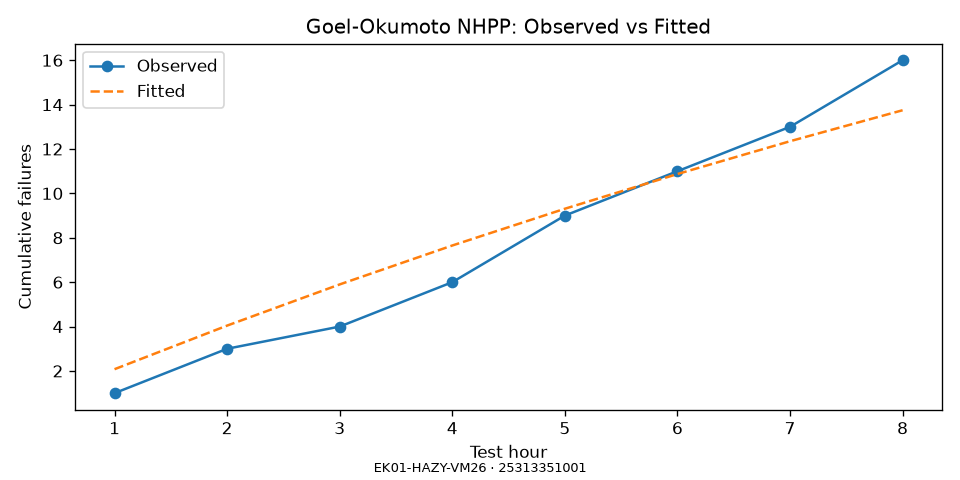 Goel-Okumoto NHPP: Observed vs Fitted
Observed
Fitted
Cumulative failures
16
14
12
10
8
6
4
2
1 2 3 4 5 6 7 8
Test hour
EK01-HAZY-VM26 · 25313351001